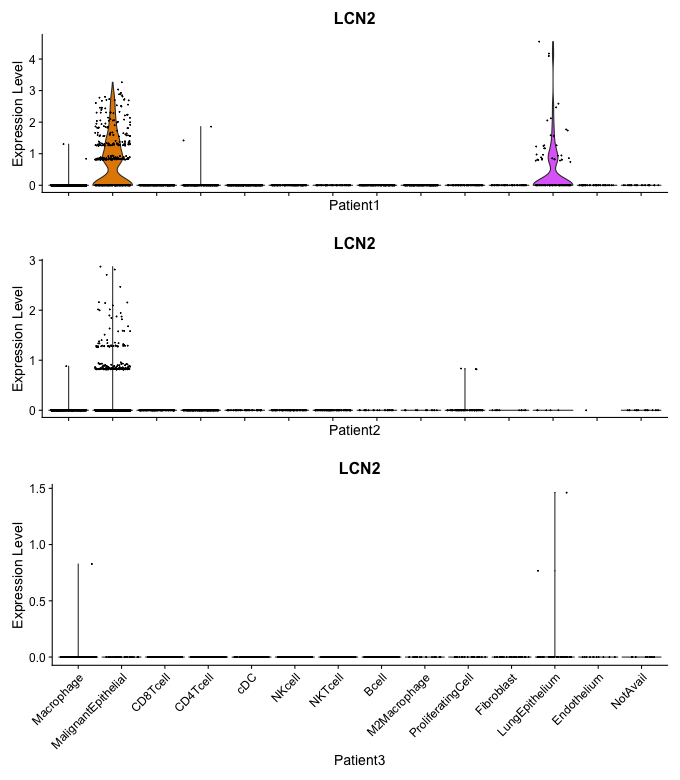 LCN2
Expression Level
4
3
2
1
0
Patient1
LCN2
Expression Level
3
2
1
0
Patient2
LCN2
Expression Level
1.5
1.0
0.5
0.0
Macrophage
MalignantEpithelial
CD8Tcell
CD4Tcell
cDC
NKcell
NKTcell
Bcell
M2Macrophage
ProliferatingCell
Fibroblast
LungEpithelium
Endothelium
NotAvail
Patient3